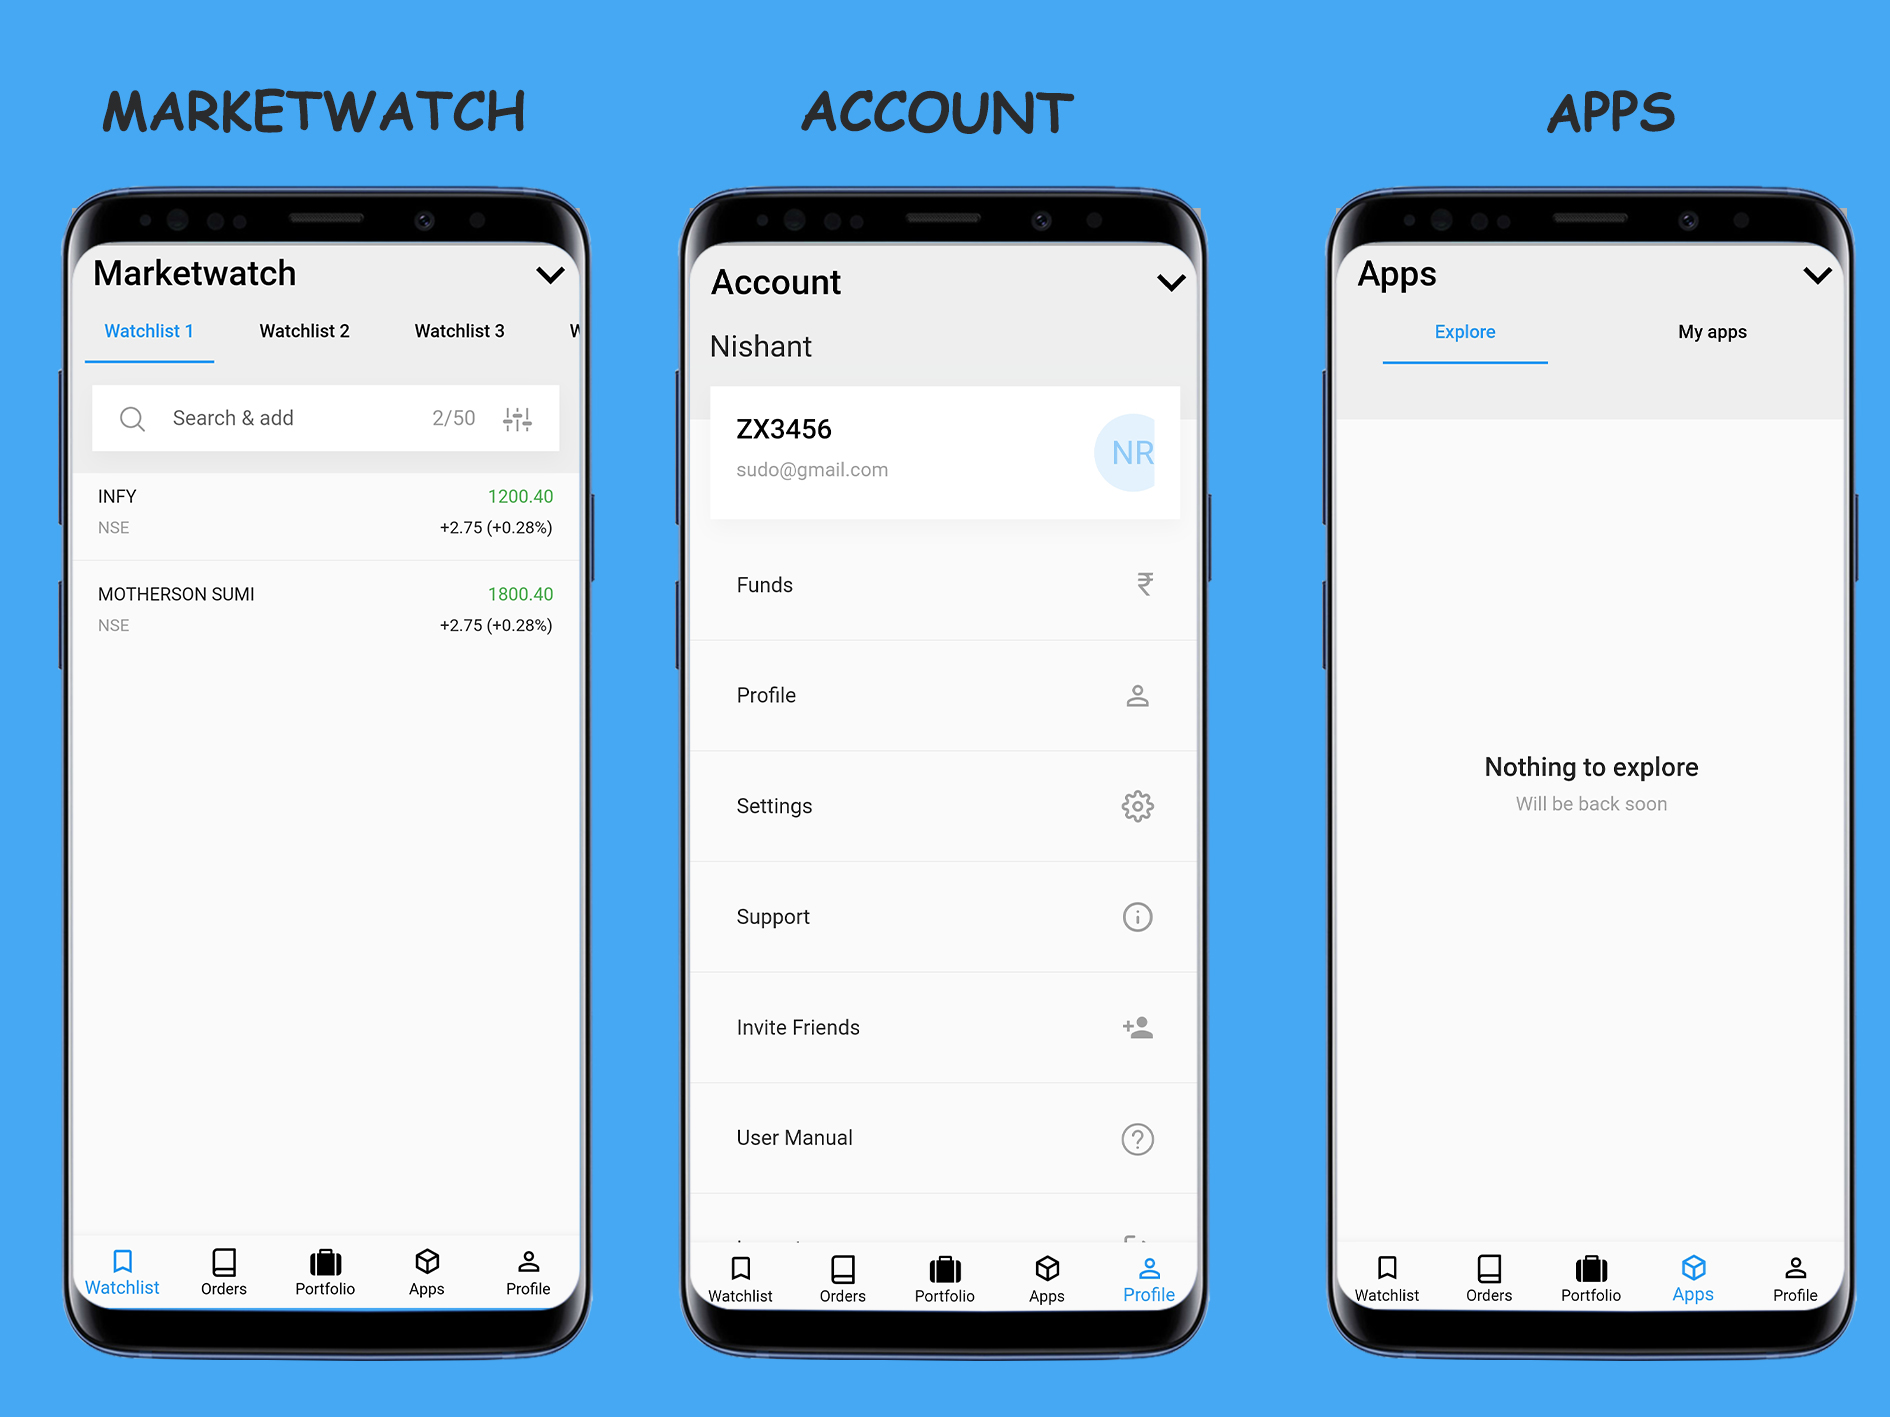 MARKETWATCH
Marketwatch
Watchlist 1 Watchlist 2 Watchlist 3
Search & add 2/50
INFY 1200.40
NSE +2.75 (+0.28%)
MOTHERSON SUMI 1800.40
NSE +2.75 (+0.28%)
Watchlist Orders Portfolio Apps Profile
ACCOUNT
Account
Nishant
ZX3456
NR
sudo@gmail.com
Funds ₹
Profile
Settings
Support
Invite Friends
User Manual
Watchlist Orders Portfolio Apps Profile
APPS
Apps
Explore My apps
Nothing to explore
Will be back soon
Watchlist Orders Portfolio Apps Profile